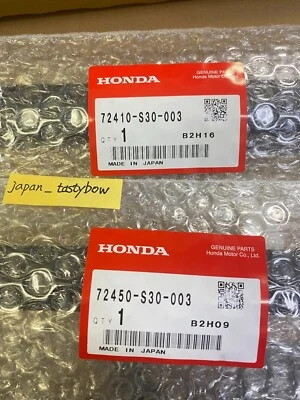 HONDA
GENUINE PARTS
Honda Motor Co., Ltd.
72410-S30-003
QTY 1
B2H16
MADE IN JAPAN
japan_tastybow
HONDA
GENUINE PARTS
Honda Motor Co., Ltd.
72450-S30-003
QTY 1
B2H09
MADE IN JAPAN